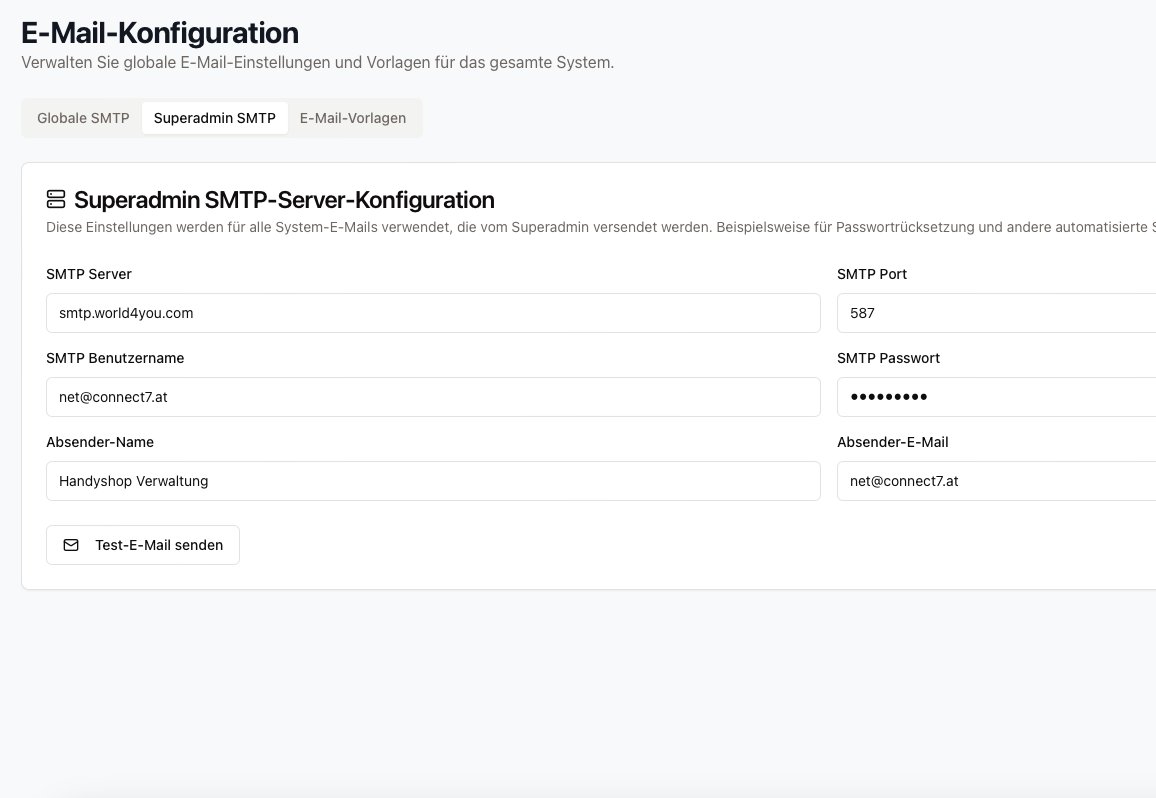 E-Mail-Konfiguration
Verwalten Sie globale E-Mail-Einstellungen und Vorlagen für das gesamte System.
Globale SMTP Superadmin SMTP E-Mail-Vorlagen
Superadmin SMTP-Server-Konfiguration
Diese Einstellungen werden für alle System-E-Mails verwendet, die vom Superadmin versendet werden. Beispielsweise für Passwortrücksetzung und andere automatisierte
SMTP Server SMTP Port
smtp.world4you.com 587
SMTP Benutzername SMTP Passwort
net@connect7.at •••••••••
Absender-Name Absender-E-Mail
Handyshop Verwaltung net@connect7.at
Test-E-Mail senden